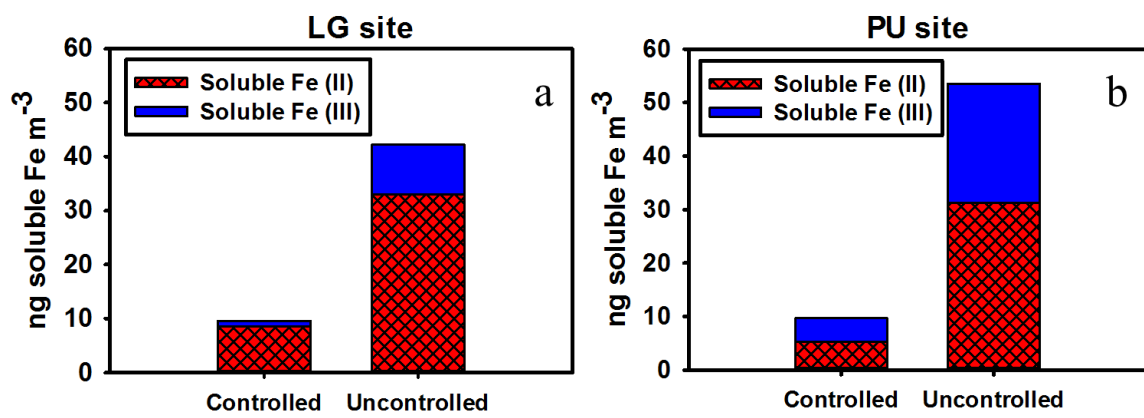 LG site
ng soluble Fe m-3
60
50
40
30
20
10
0
Soluble Fe (II)
Soluble Fe (III)
a
Controlled Uncontrolled
PU site
ng soluble Fe m-3
60
50
40
30
20
10
0
Soluble Fe (II)
Soluble Fe (III)
b
Controlled Uncontrolled